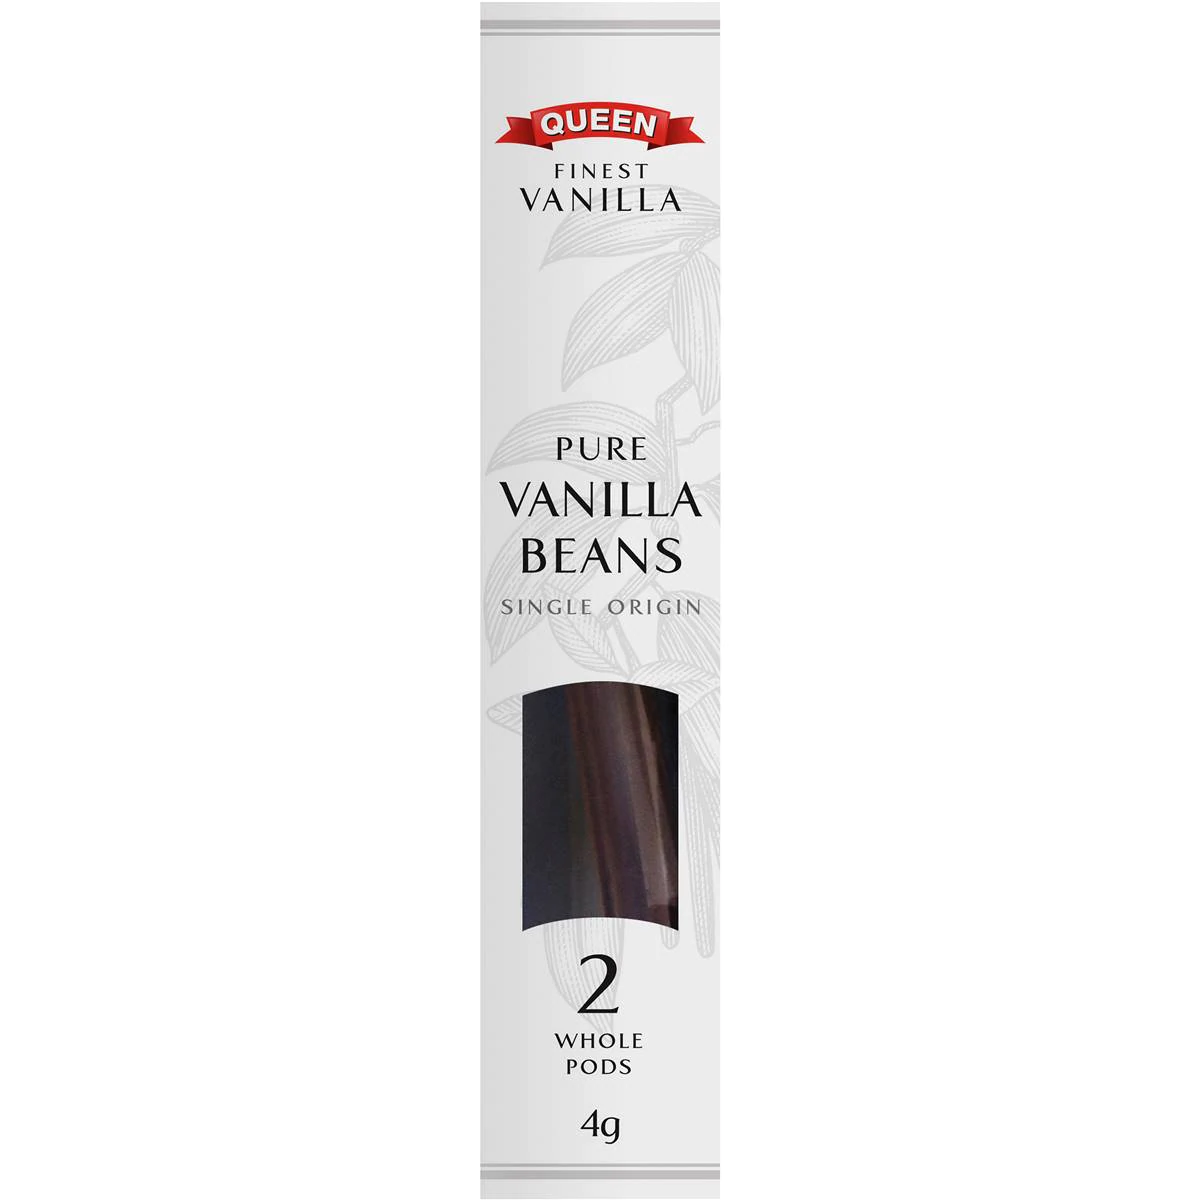 QUEEN
FINEST
VANILLA
PURE
VANILLA
BEANS
SINGLE ORIGIN
2
WHOLE
PODS
4g